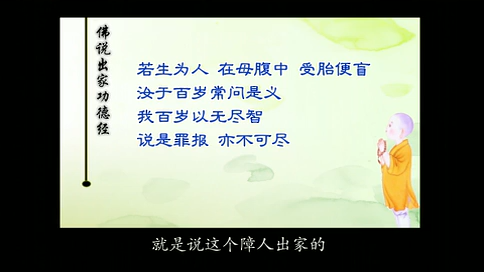 佛说出家功德经
若生为人 在母腹中 受胎便盲
汝于百岁常问是义
我百岁以无尽智
说是罪报 亦不可尽
就是说这个障人出家的